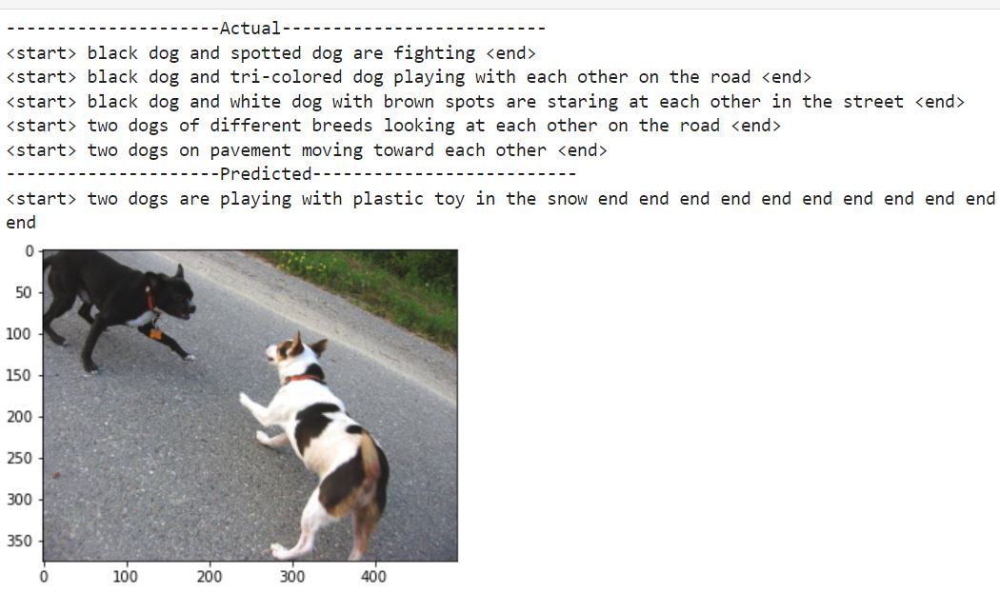 --------------------Actual--------------------------
<start> black dog and spotted dog are fighting <end>
<start> black dog and tri-colored dog playing with each other on the road <end>
<start> black dog and white dog with brown spots are staring at each other in the street <end>
<start> two dogs of different breeds looking at each other on the road <end>
<start> two dogs on pavement moving toward each other <end>
--------------------Predicted--------------------------
<start> two dogs are playing with plastic toy in the snow end end end end end end end end end end
end
0
50
100
150
200
250
300
350
0 100 200 300 400